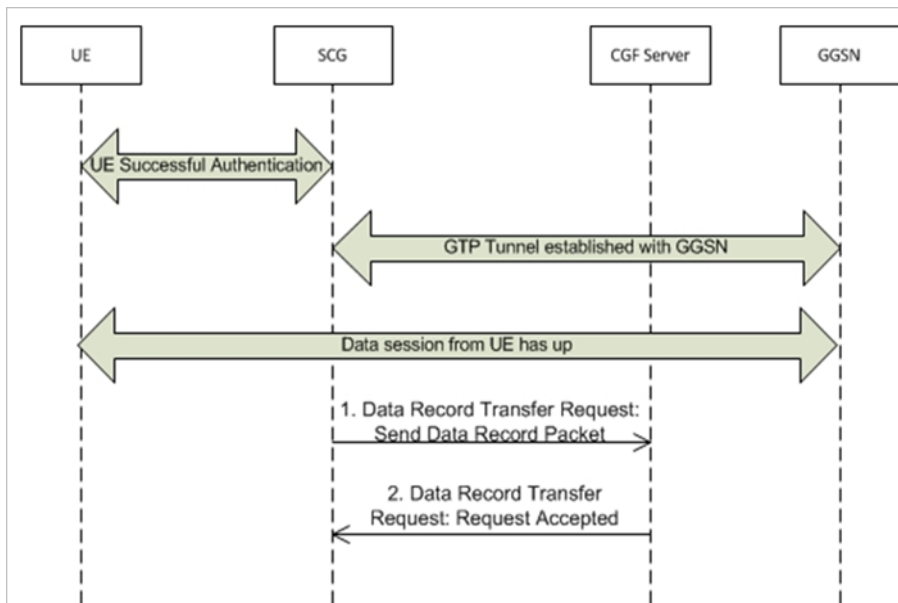 UE
SCG
CGF Server
GGSN
UE Successful Authentication
GTP Tunnel established with GGSN
Data session from UE has up
1. Data Record Transfer Request:
Send Data Record Packet
2. Data Record Transfer
Request: Request Accepted